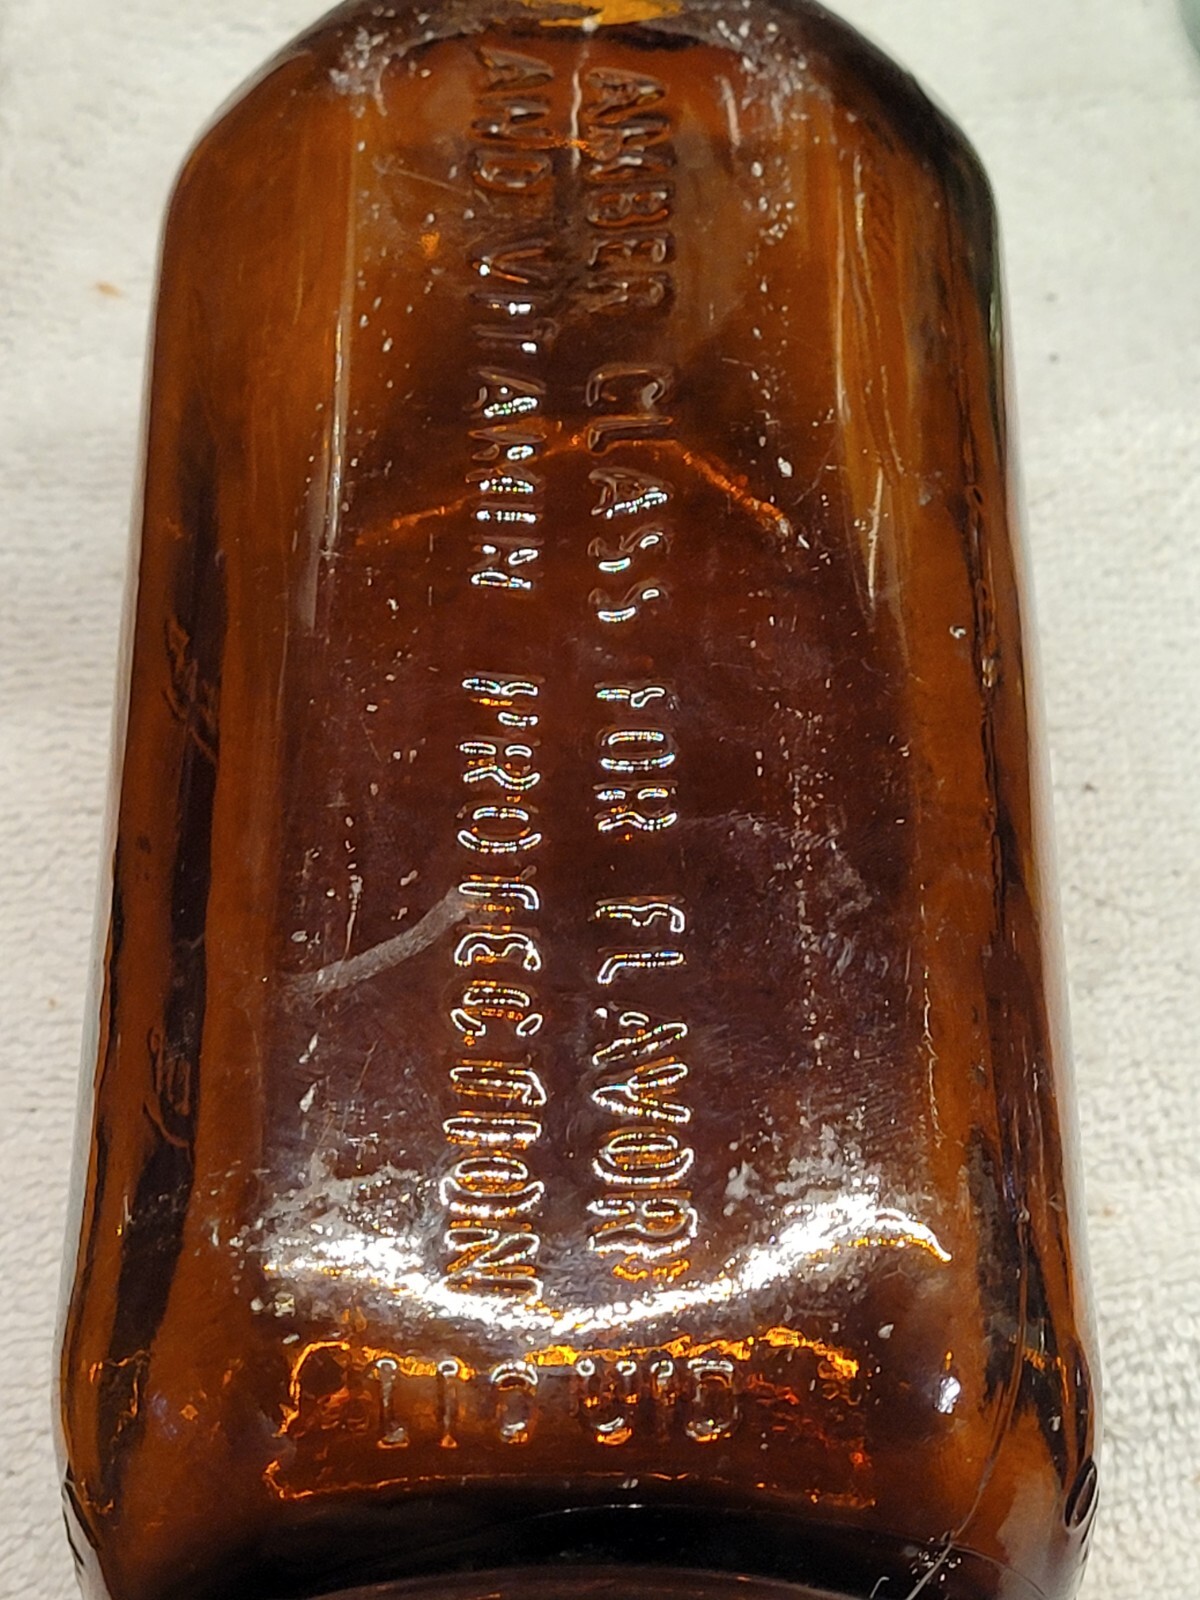 AMBER GLASS FOR FLAVOR
AND VITAMIN PROTECTION